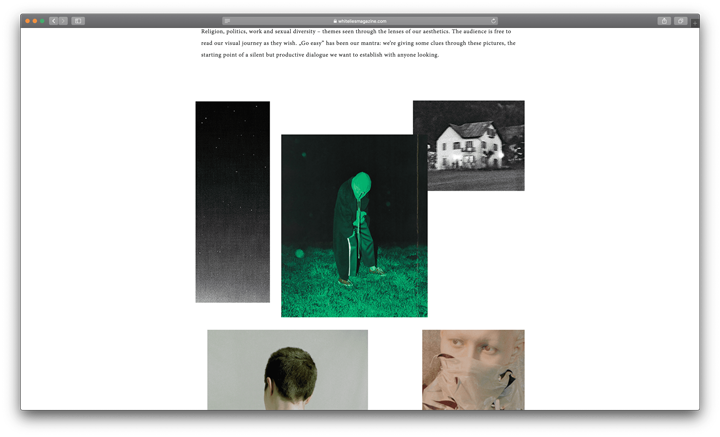 whitelies magazine.com
Religion, politics, work and sexual diversity – themes seen through the lenses of our aesthetics. The audience is free to
read our visual journey as they wish. „Go easy" has been our mantra: we're giving some clues through these pictures, the
starting point of a silent but productive dialogue we want to establish with anyone looking.